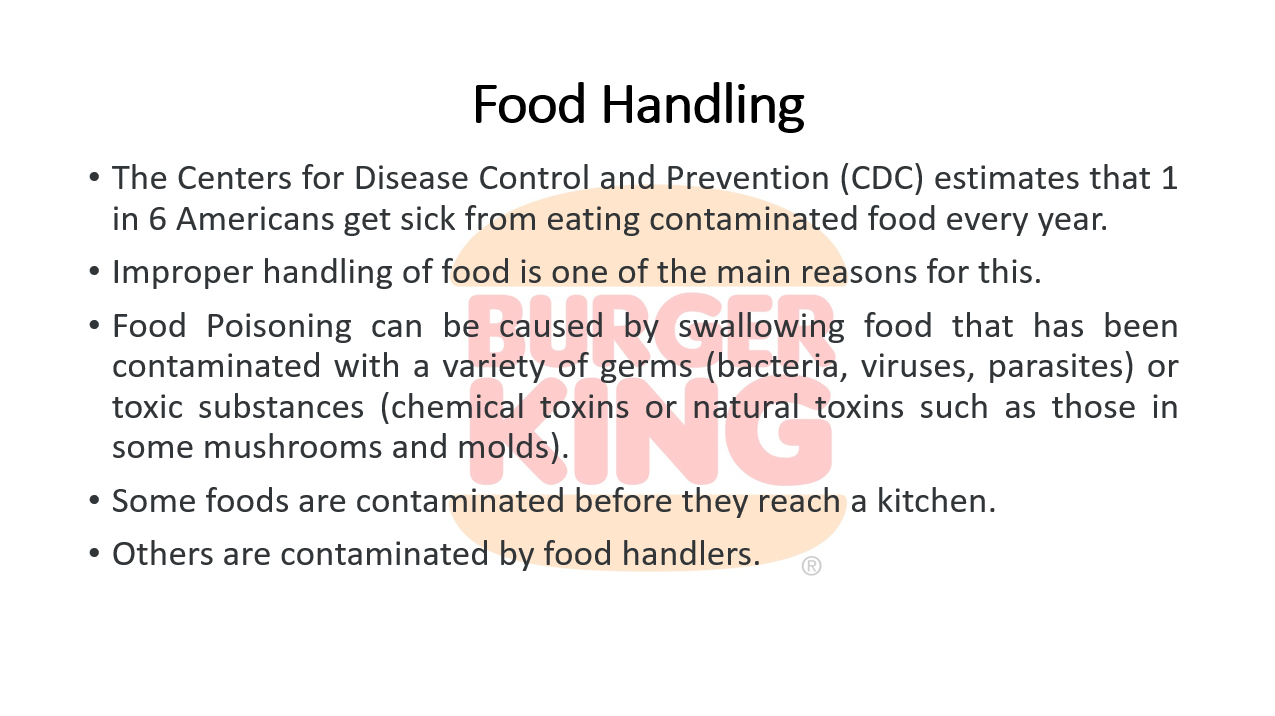 Food Handling
• The Centers for Disease Control and Prevention (CDC) estimates that 1
in 6 Americans get sick from eating contaminated food every year.
• Improper handling of food is one of the main reasons for this.
• Food Poisoning can be caused by swallowing food that has been
contaminated with a variety of germs (bacteria, viruses, parasites) or
toxic substances (chemical toxins or natural toxins such as those in
some mushrooms and molds).
• Some foods are contaminated before they reach a kitchen.
• Others are contaminated by food handlers.
BURGER
KING
®